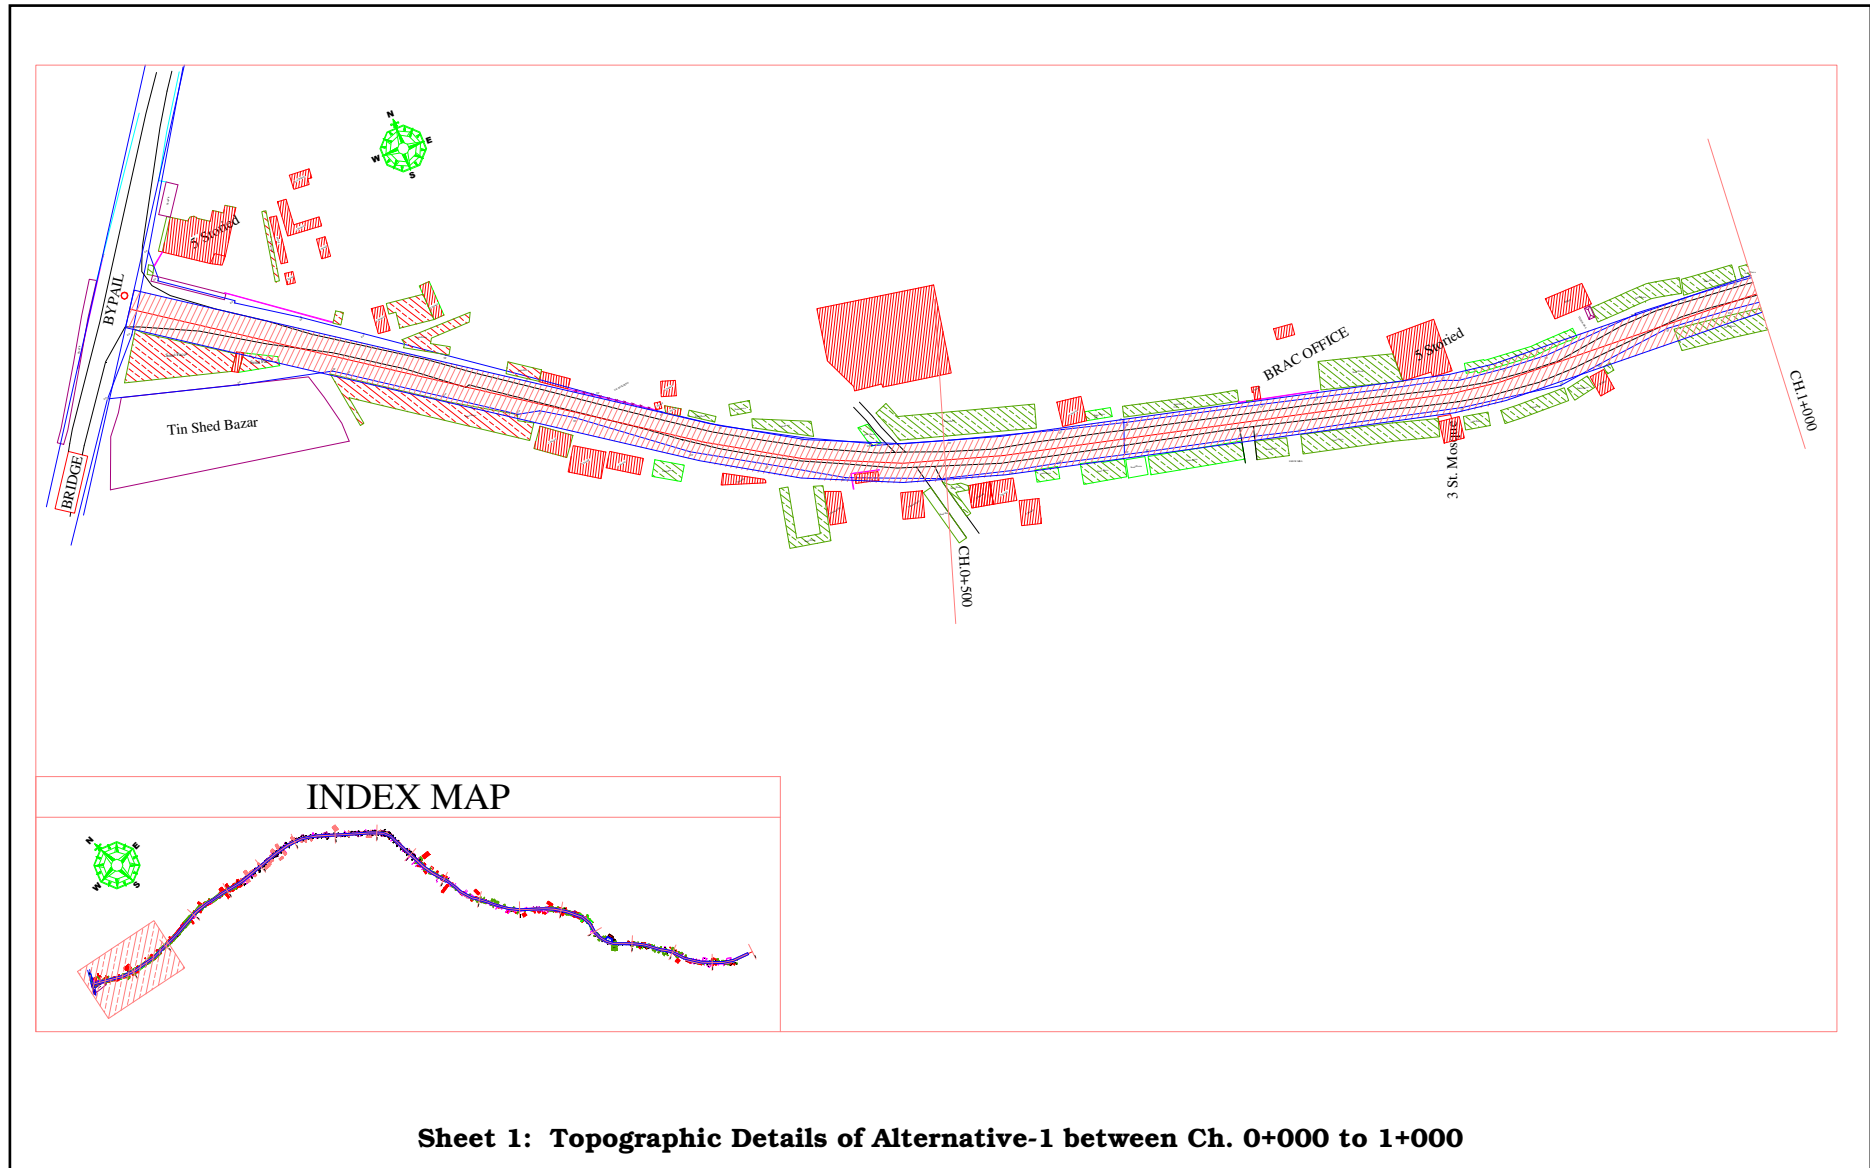 N
E
W
S
5 Storied
BYPAIL
BRIDGE
Tin Shed Bazar
CH.0+500
BRAC OFFICE
5 Storied
3 St. Mosque
CH.1+000
INDEX MAP
N
E
W
S
Sheet 1: Topographic Details of Alternative-1 between Ch. 0+000 to 1+000